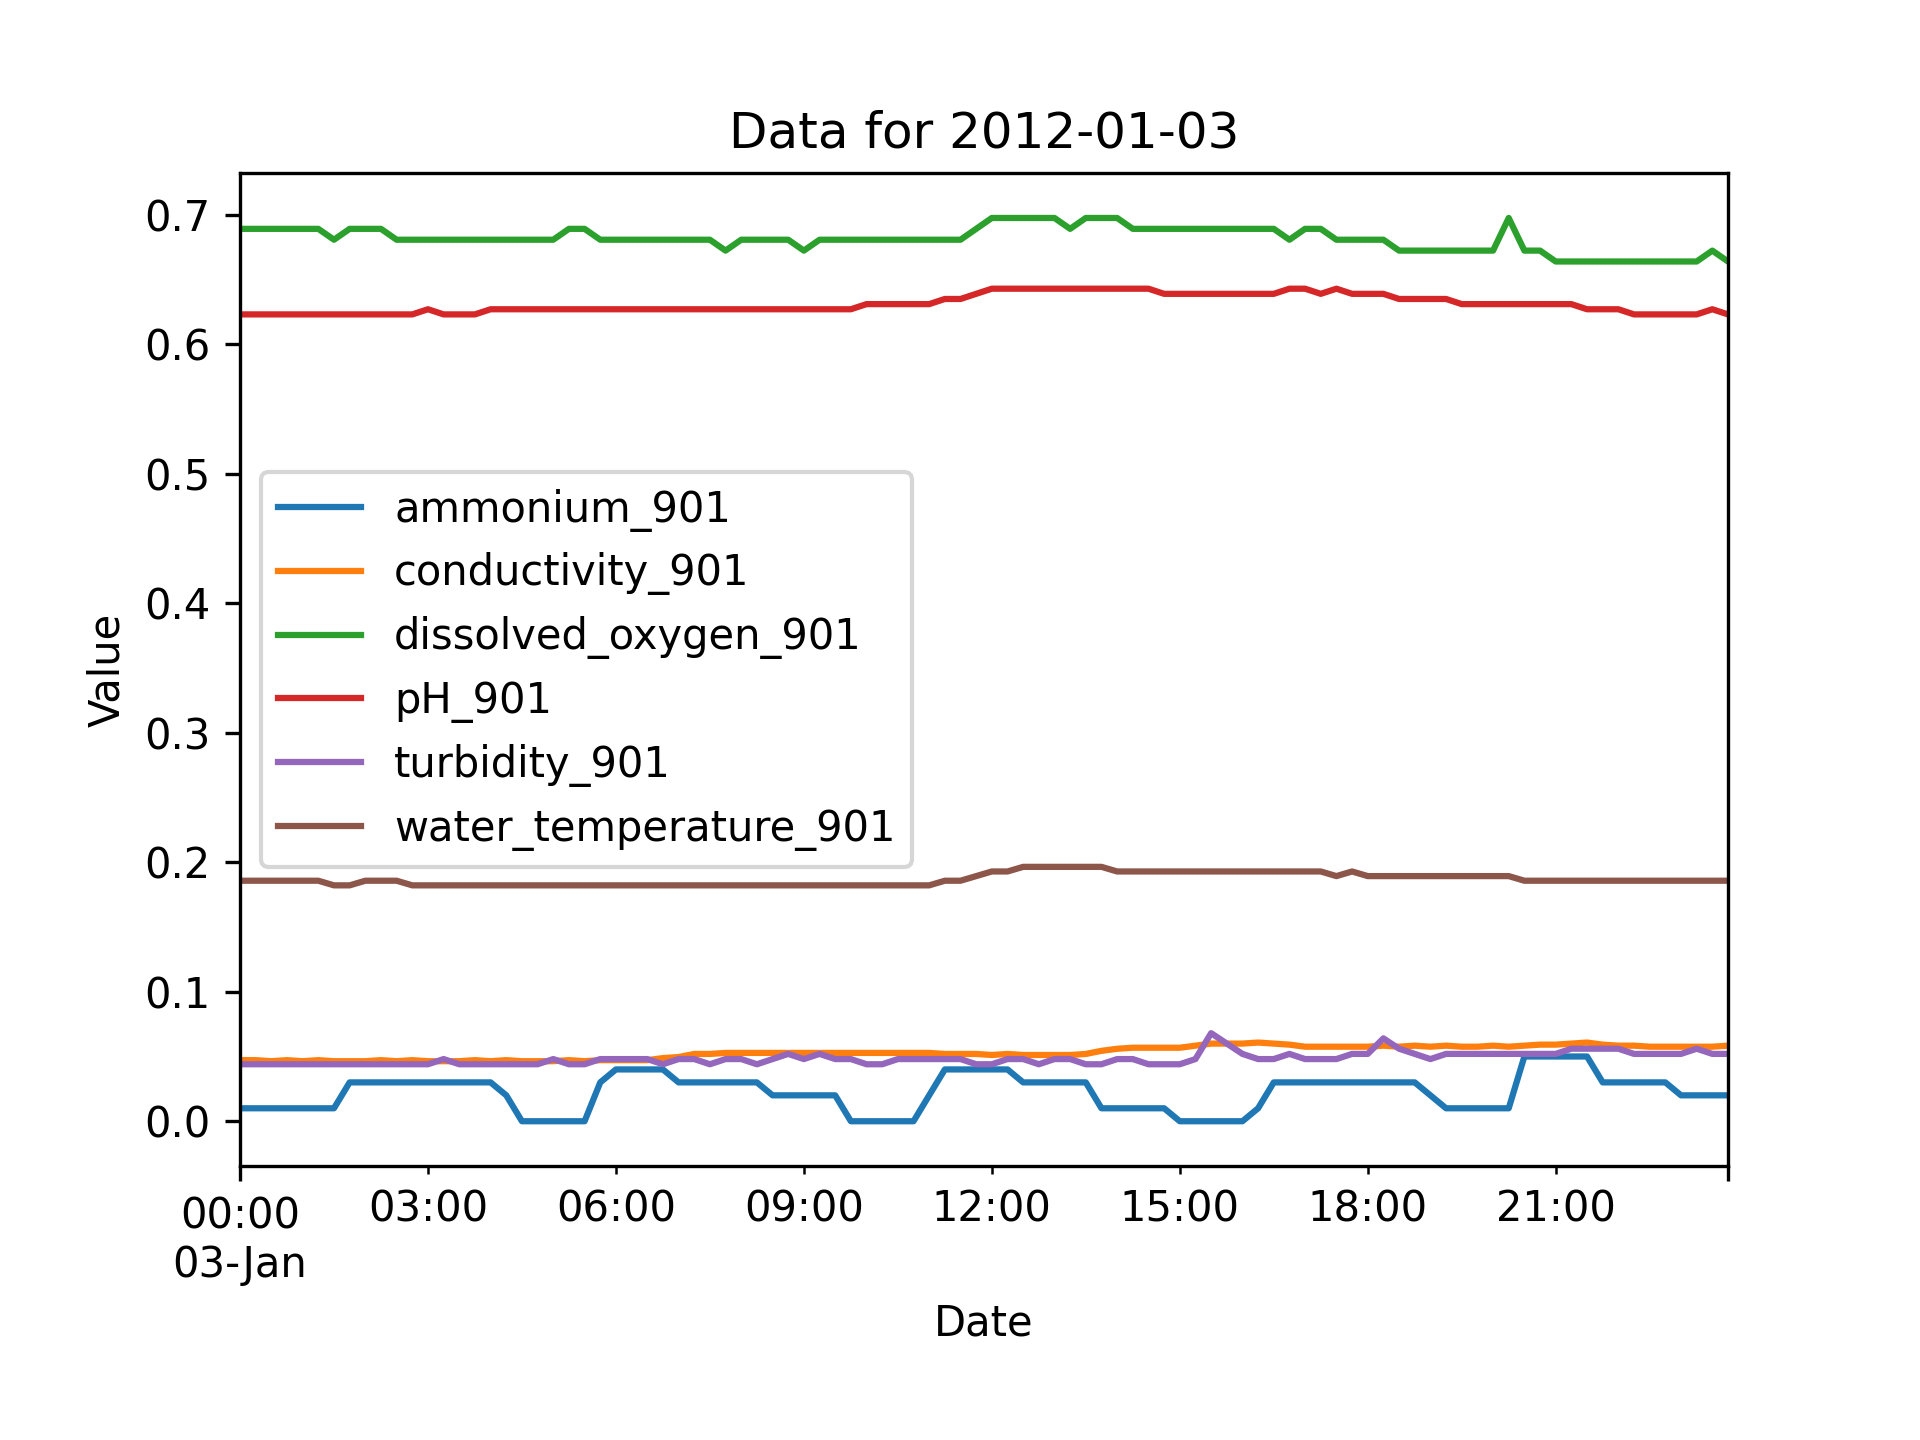 Data for 2012-01-03
Value
0.7
0.6
0.5
0.4
0.3
0.2
0.1
0.0
ammonium_901
conductivity_901
dissolved_oxygen_901
pH_901
turbidity_901
water_temperature_901
00:00 03:00 06:00 09:00 12:00 15:00 18:00 21:00
03-Jan
Date